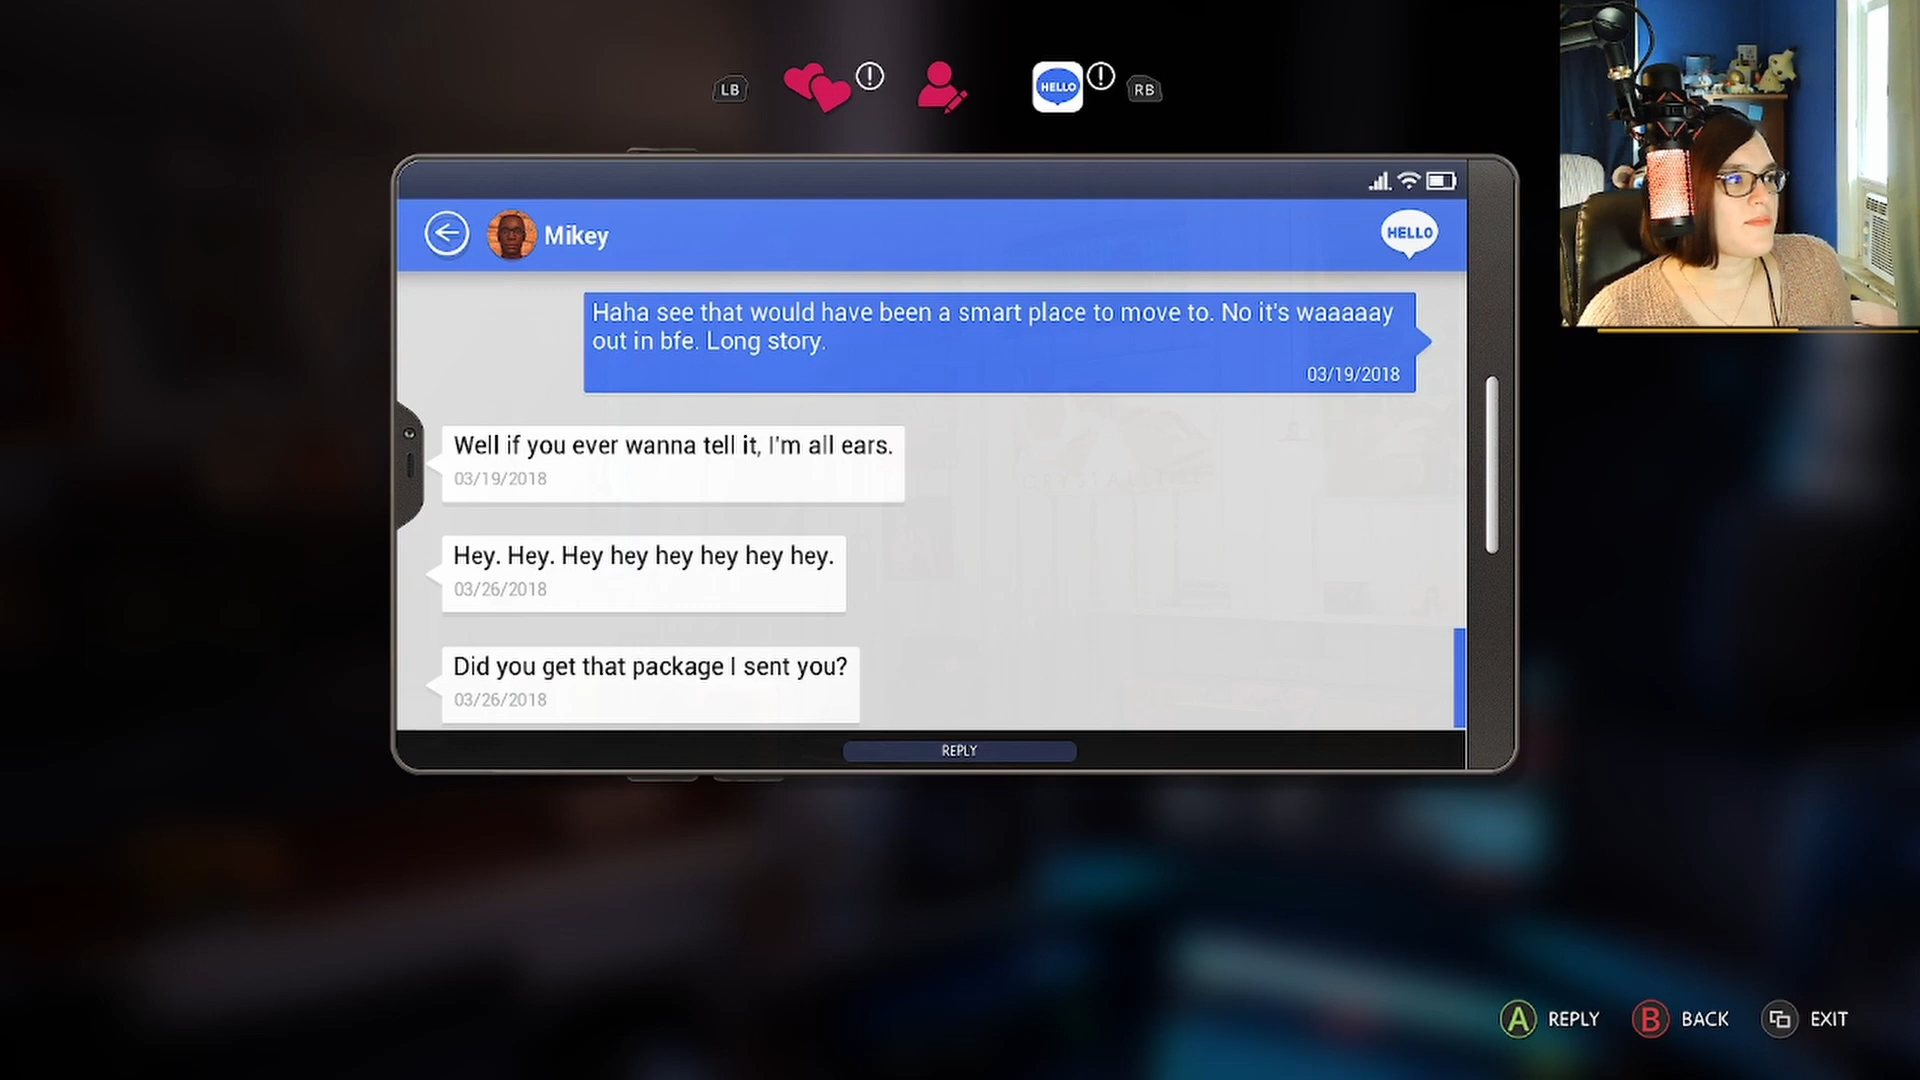 LB
HELLO
RB
Mikey
HELLO
Haha see that would have been a smart place to move to. No it's waaaaay
out in bfe. Long story.
03/19/2018
Well if you ever wanna tell it, I'm all ears.
03/19/2018
Hey. Hey. Hey hey hey hey hey hey.
03/26/2018
Did you get that package I sent you?
03/26/2018
REPLY
A REPLY
B BACK
EXIT